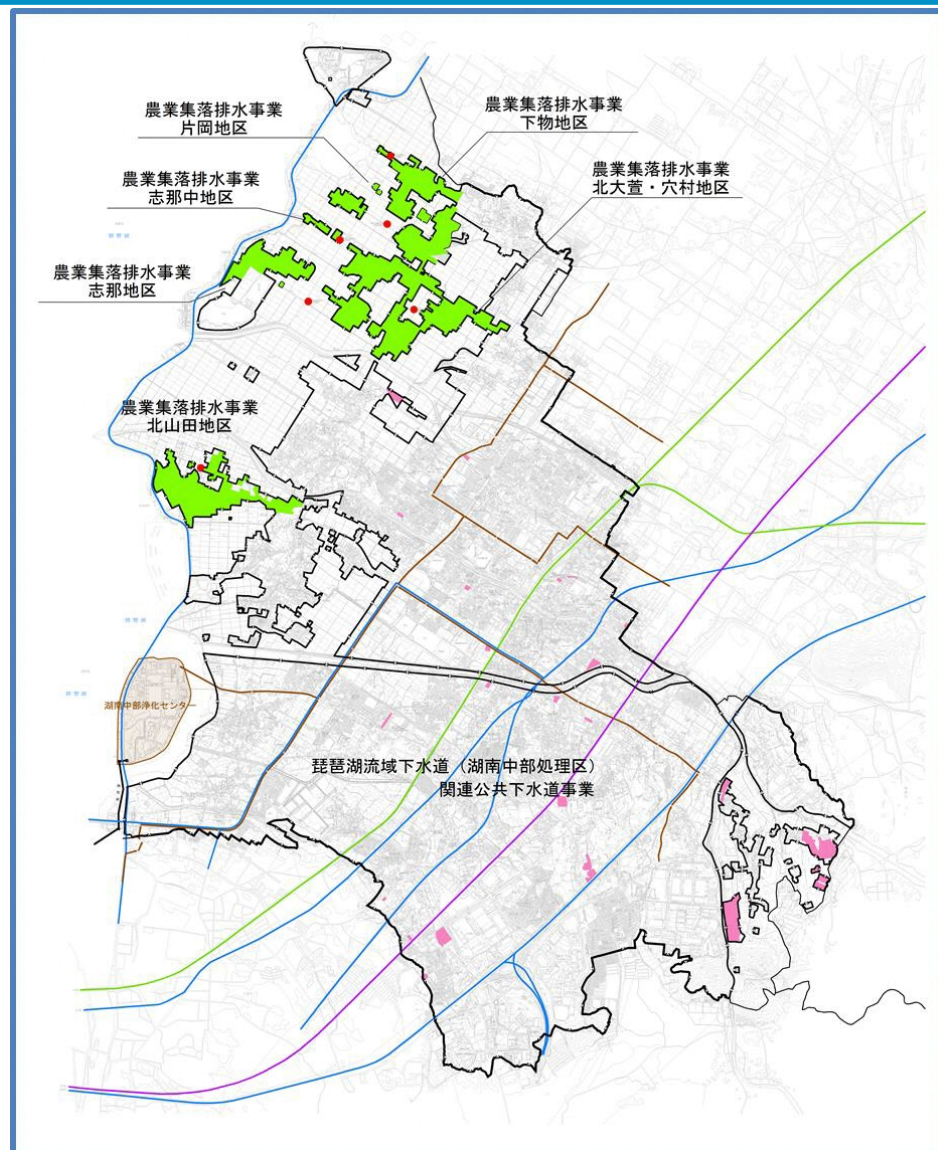 農業集落排水事業
片岡地区
農業集落排水事業
下物地区
農業集落排水事業
志那中地区
農業集落排水事業
北大萱・穴村地区
農業集落排水事業
志那地区
農業集落排水事業
北山田地区
湖南中部浄化センター
琵琶湖流域下水道（湖南中部処理区）
関連公共下水道事業